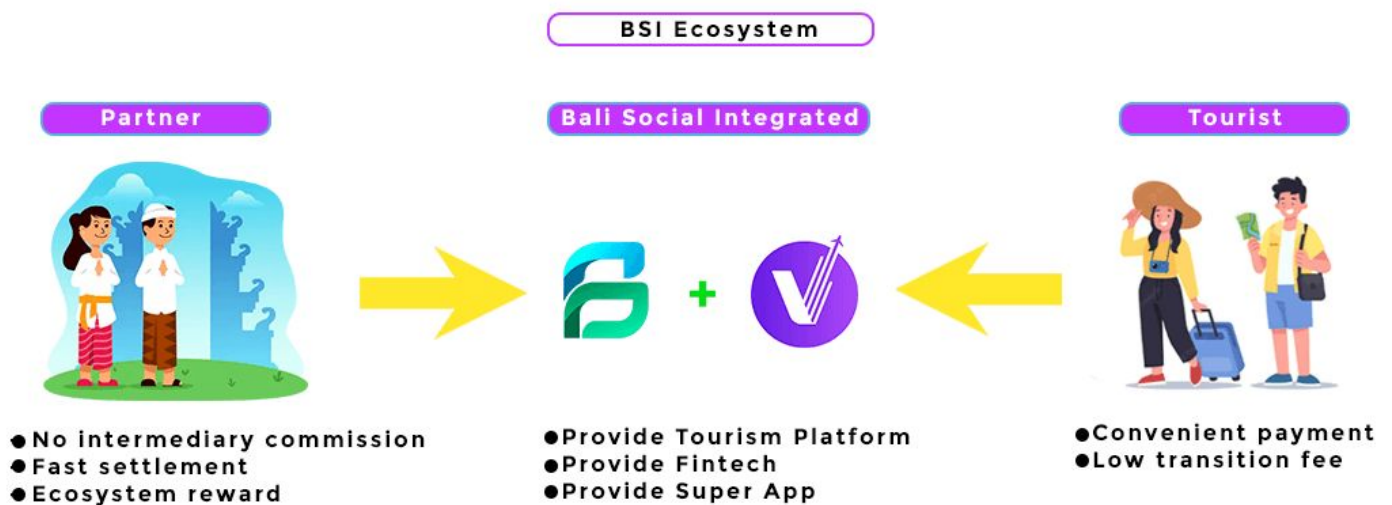 BSI Ecosystem
Partner
Bali Social Integrated
Tourist
No intermediary commission
Fast settlement
Ecosystem reward
Provide Tourism Platform
Provide Fintech
Provide Super App
Convenient payment
Low transition fee